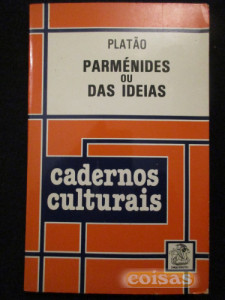 PLATÃO
PARMÉNIDES
OU
DAS IDEIAS
cadernos
culturais
coisas